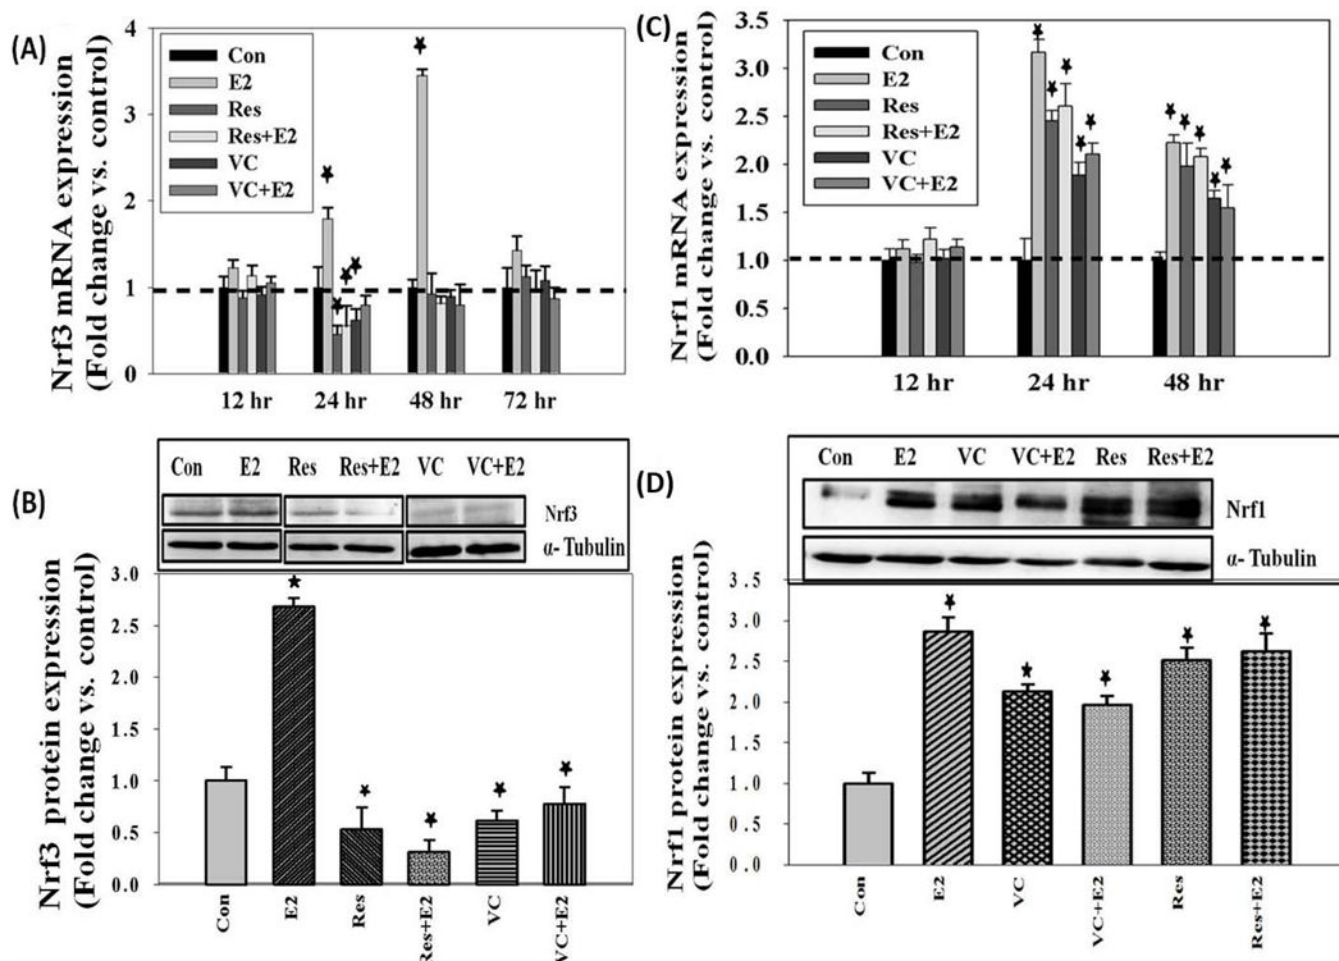 (A)
Nrf3 mRNA expression
(Fold change vs. control)
4
3
2
1
0
Con
E2
Res
Res+E2
VC
VC+E2
12 hr 24 hr 48 hr 72 hr
(C)
Nrf1 mRNA expression
(Fold change vs. control)
3.5
3.0
2.5
2.0
1.5
1.0
0.5
0.0
Con
E2
Res
Res+E2
VC
VC+E2
12 hr 24 hr 48 hr
(B)
Con E2 Res Res+E2 VC VC+E2
Nrf3
α- Tubulin
Nrf3 protein expression
(Fold change vs. control)
3.0
2.5
2.0
1.0
0.5
0.0
Con E2 Res Res+E2 VC VC+E2
(D)
Con E2 VC VC+E2 Res Res+E2
Nrf1
α- Tubulin
Nrf1 protein expression
(Fold change vs. control)
3.5
3.0
2.5
2.0
1.0
0.5
0.0
Con E2 VC VC+E2 Res Res+E2